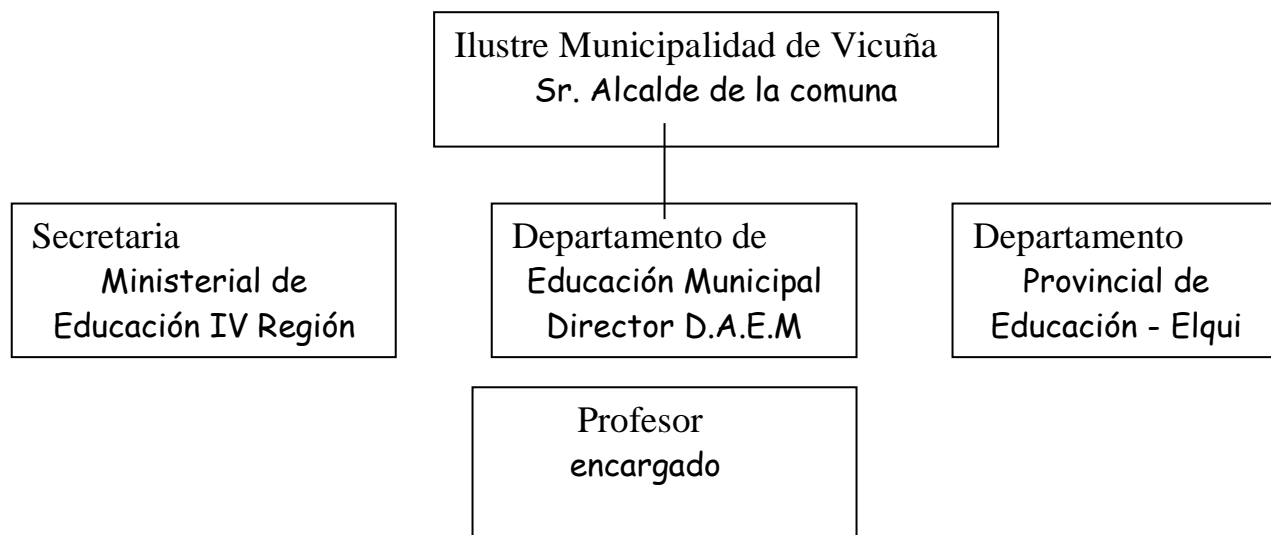 Ilustre Municipalidad de Vicuña
Sr. Alcalde de la comuna
Secretaria
Ministerial de
Educación IV Región
Departamento de
Educación Municipal
Director D.A.E.M
Departamento
Provincial de
Educación - Elqui
Profesor
encargado